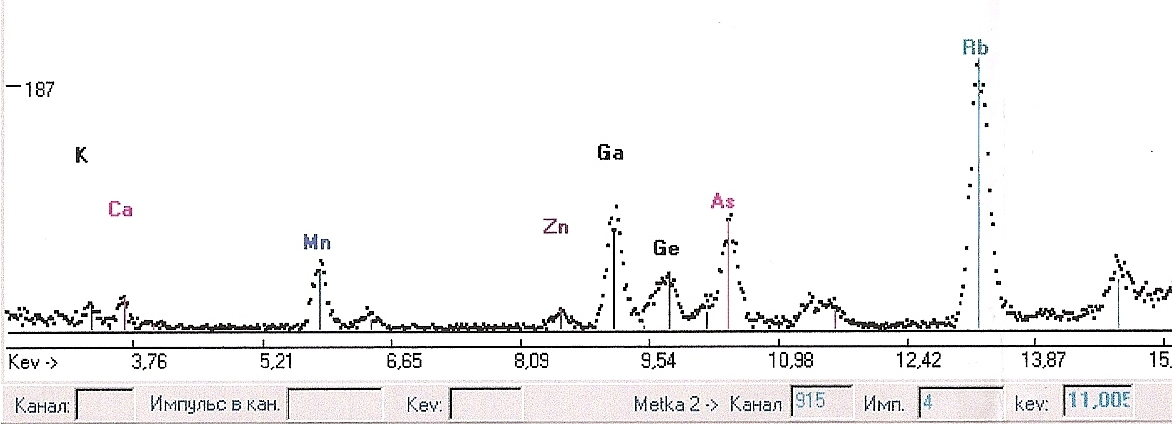 Rb
187
K
Ga
Ca
As
Zn
Mn
Ge
Kev -> 3,76 5,21 6,65 8,09 9,54 10,98 12,42 13,87 15,
Канал: Импульс в кан. Kev: Metka 2 -> Канал 915 Имп. 4 kev: 11,005